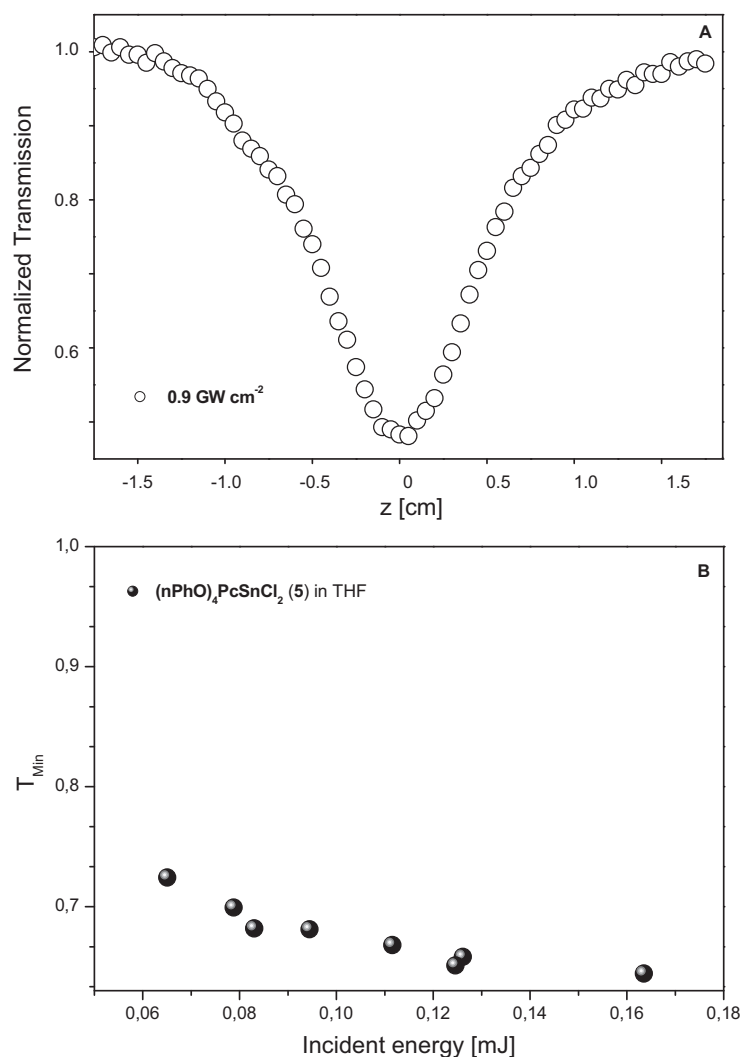 A
1.0
0.8
0.6
Normalized Transmission
0.9 GW cm⁻²
-1.5 -1.0 -0.5 0 0.5 1.0 1.5
z [cm]
B
1,0
0,9
0,8
0,7
T_Min
(nPhO)₄PcSnCl₂ (5) in THF
0,06 0,08 0,10 0,12 0,14 0,16 0,18
Incident energy [mJ]